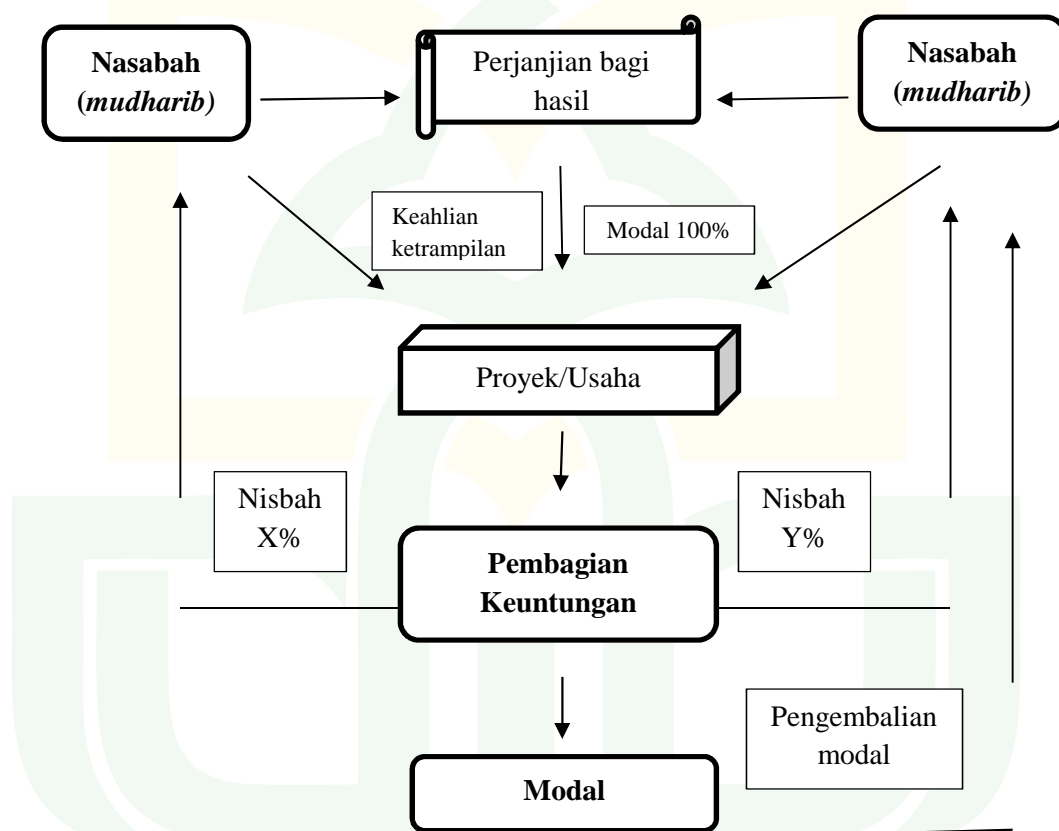 Nasabah
(mudharib)
Perjanjian bagi
hasil
Nasabah
(mudharib)
Keahlian
ketrampilan
Modal 100%
Proyek/Usaha
Nisbah
X%
Nisbah
Y%
Pembagian
Keuntungan
Pengembalian
modal
Modal